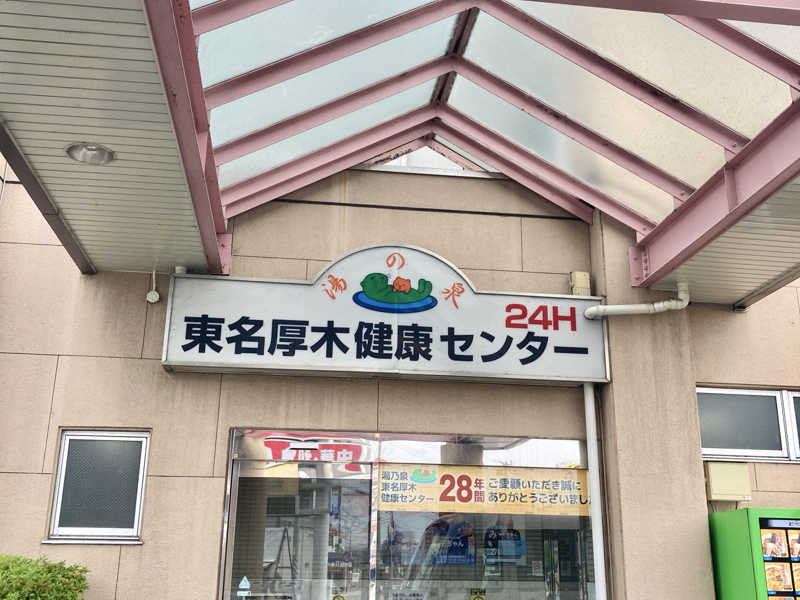 湯の泉
24H
東名厚木健康センター
湯乃泉
東名厚木
健康センター
28年間
ご愛顧いただき誠に
ありがとうございました